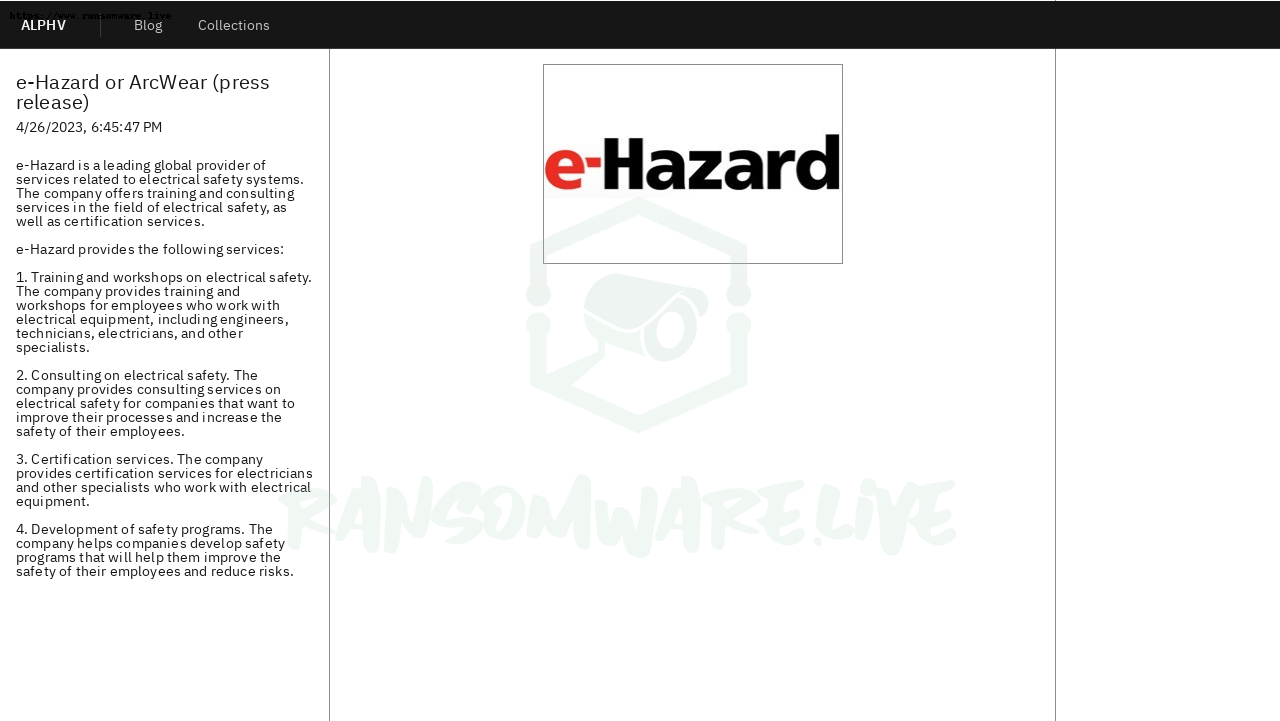 https://www.ransomware.live
ALPHV
Blog
Collections
e-Hazard or ArcWear (press
release)
4/26/2023, 6:45:47 PM
e-Hazard is a leading global provider of
services related to electrical safety systems.
The company offers training and consulting
services in the field of electrical safety, as
well as certification services.
e-Hazard provides the following services:
1. Training and workshops on electrical safety.
The company provides training and
workshops for employees who work with
electrical equipment, including engineers,
technicians, electricians, and other
specialists.
2. Consulting on electrical safety. The
company provides consulting services on
electrical safety for companies that want to
improve their processes and increase the
safety of their employees.
3. Certification services. The company
provides certification services for electricians
and other specialists who work with electrical
equipment.
4. Development of safety programs. The
company helps companies develop safety
programs that will help them improve the
safety of their employees and reduce risks.
e-Hazard
RANSOMWARE.LIVE